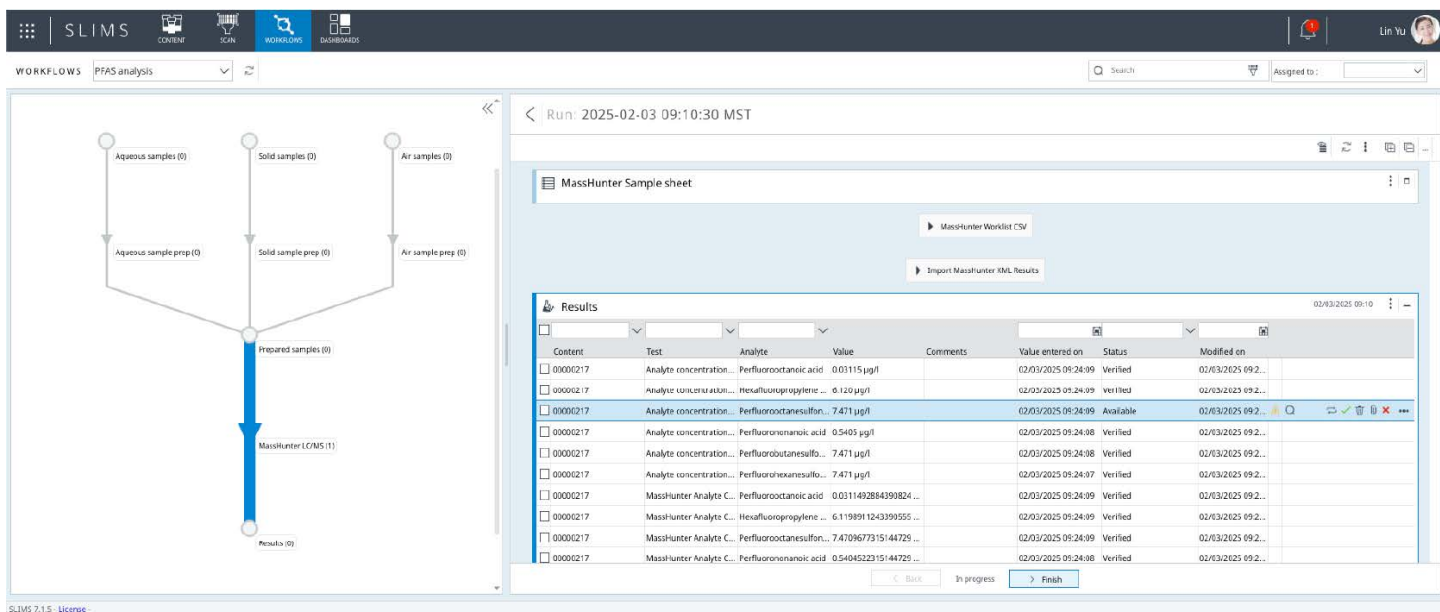 SLIMS
CONTENT
SCAN
WORKFLOWS
DASHBOARDS
Lin Yu
WORKFLOWS PFAS analysis
Search
Assigned to :
Aqueous samples (0)
Solid samples (0)
Air samples (0)
Aqueous sample prep (0)
Solid sample prep (0)
Air sample prep (0)
Prepared samples (0)
MassHunter LC/MS (1)
Results (0)
Run: 2025-02-03 09:10:30 MST
MassHunter Sample sheet
MassHunter Worklist CSV
Import MassHunter XML Results
Results 02/03/2025 09:10
Content Test Analyte Value Comments Value entered on Status Modified on
00000217 Analyte concentration... Perfluorooctanoic acid 0.03115 µg/l 02/03/2025 09:24:09 Verified 02/03/2025 09:2...
00000217 Analyte concentration... Hexafluoropropylene ... 6.120 µg/l 02/03/2025 09:24:09 Verified 02/03/2025 09:2...
00000217 Analyte concentration... Perfluorooctanesulfon... 7.471 µg/l 02/03/2025 09:24:09 Available 02/03/2025 09:2...
00000217 Analyte concentration... Perfluorononanoic acid 0.5405 µg/l 02/03/2025 09:24:08 Verified 02/03/2025 09:2...
00000217 Analyte concentration... Perfluorobutanesulfo... 7.471 µg/l 02/03/2025 09:24:08 Verified 02/03/2025 09:2...
00000217 Analyte concentration... Perfluorohexanesulfo... 7.471 µg/l 02/03/2025 09:24:07 Verified 02/03/2025 09:2...
00000217 MassHunter Analyte C... Perfluorooctanoic acid 0.0311492884390824 ... 02/03/2025 09:24:09 Verified 02/03/2025 09:2...
00000217 MassHunter Analyte C... Hexafluoropropylene ... 6.1198911243390555 ... 02/03/2025 09:24:09 Verified 02/03/2025 09:2...
00000217 MassHunter Analyte C... Perfluorooctanesulfon... 7.4709677315144729 ... 02/03/2025 09:24:09 Verified 02/03/2025 09:2...
00000217 MassHunter Analyte C... Perfluorononanoic acid 0.5404522315144729 ... 02/03/2025 09:24:08 Verified 02/03/2025 09:2...
Back In progress Finish
SLIMS 7.1.5 - License -